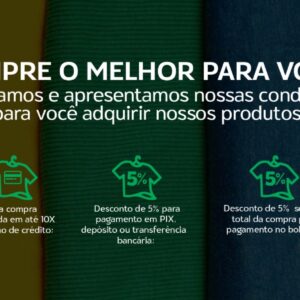 MPRE O MELHOR PARA VO
amos e apresentamos nossas cond
para você adquirir nossos produtos
5%
5%
a compra
da em até 10X
o de crédito:
Desconto de 5% para
pagamento em PIX,
depósito ou transferência
bancária:
Desconto de 5% s
total da compra p
pagamento no bol